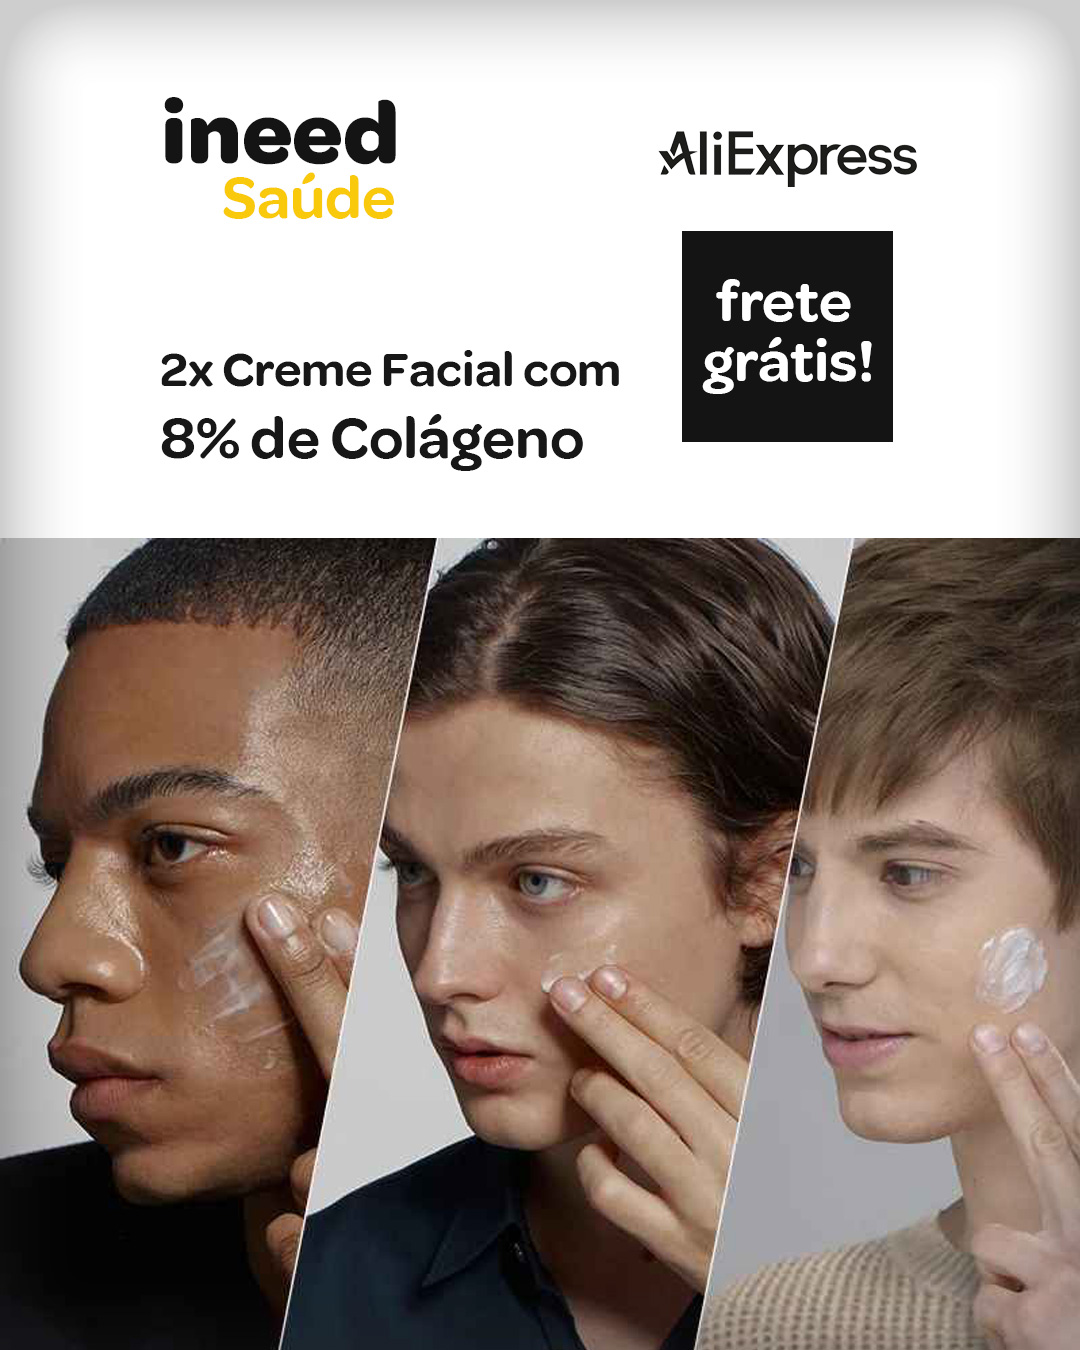 ineed
Saúde
AliExpress
frete
grátis!
2x Creme Facial com
8% de Colágeno